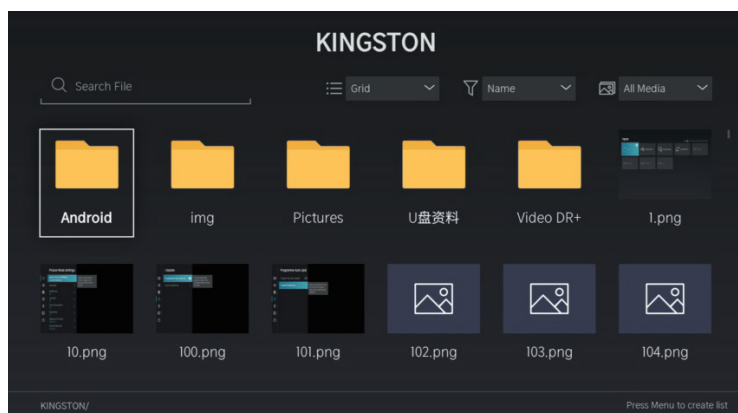 KINGSTON
Search File
Grid
Name
All Media
Android
img
Pictures
U盘资料
Video DR+
1.png
10.png
100.png
101.png
102.png
103.png
104.png
KINGSTON/
Press Menu to create list